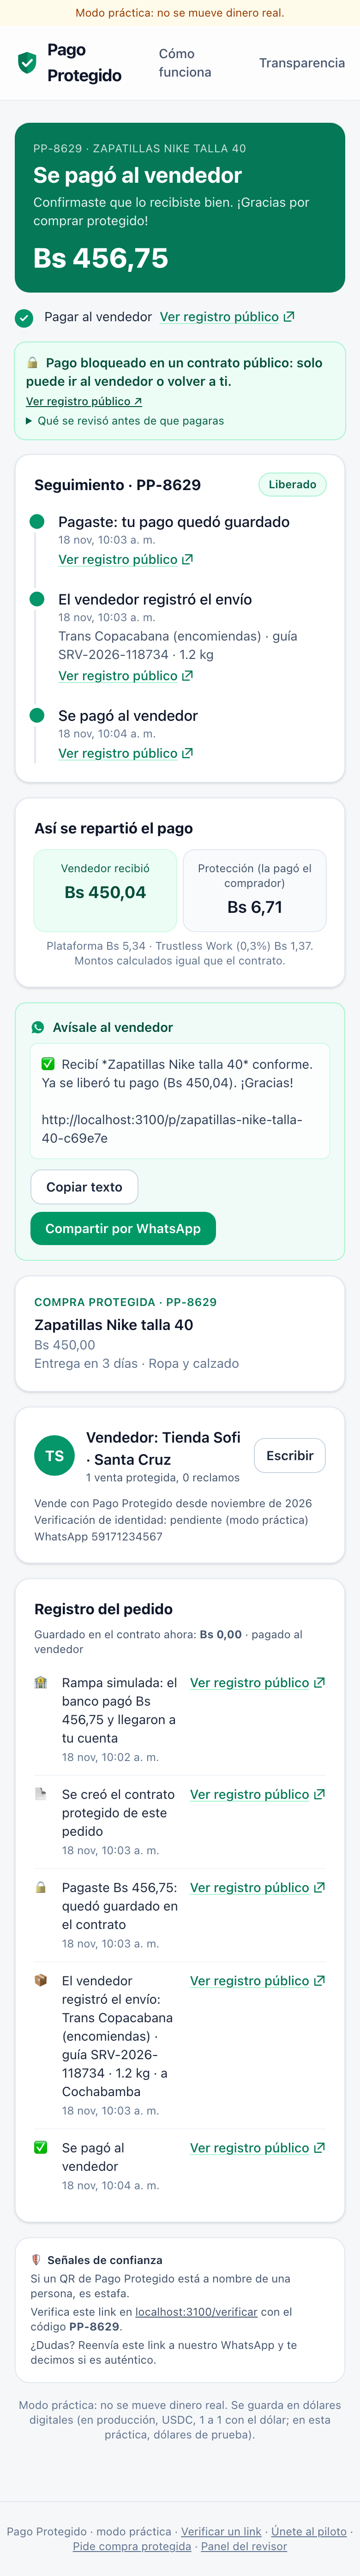 Modo práctica: no se mueve dinero real.
Pago
Protegido
Cómo
funciona
Transparencia
PP-8629 · ZAPATILLAS NIKE TALLA 40
Se pagó al vendedor
Confirmaste que lo recibiste bien. ¡Gracias por
comprar protegido!
Bs 456,75
Pagar al vendedor Ver registro público
🔒 Pago bloqueado en un contrato público: solo
puede ir al vendedor o volver a ti.
Ver registro público ↗
▶ Qué se revisó antes de que pagaras
Seguimiento · PP-8629
Liberado
Pagaste: tu pago quedó guardado
18 nov, 10:03 a. m.
Ver registro público
El vendedor registró el envío
18 nov, 10:03 a. m.
Trans Copacabana (encomiendas) · guía
SRV-2026-118734 · 1.2 kg
Ver registro público
Se pagó al vendedor
18 nov, 10:04 a. m.
Ver registro público
Así se repartió el pago
Vendedor recibió
Bs 450,04
Protección (la pagó el
comprador)
Bs 6,71
Plataforma Bs 5,34 · Trustless Work (0,3%) Bs 1,37.
Montos calculados igual que el contrato.
Avísale al vendedor
✅ Recibí *Zapatillas Nike talla 40* conforme.
Ya se liberó tu pago (Bs 450,04). ¡Gracias!
http://localhost:3100/p/zapatillas-nike-talla-
40-c69e7e
Copiar texto
Compartir por WhatsApp
COMPRA PROTEGIDA · PP-8629
Zapatillas Nike talla 40
Bs 450,00
Entrega en 3 días · Ropa y calzado
TS
Vendedor: Tienda Sofi
· Santa Cruz
1 venta protegida, 0 reclamos
Escribir
Vende con Pago Protegido desde noviembre de 2026
Verificación de identidad: pendiente (modo práctica)
WhatsApp 59171234567
Registro del pedido
Guardado en el contrato ahora: Bs 0,00 · pagado al
vendedor
Rampa simulada: el
banco pagó Bs
456,75 y llegaron a
tu cuenta
18 nov, 10:02 a. m.
Ver registro público
Se creó el contrato
protegido de este
pedido
18 nov, 10:03 a. m.
Ver registro público
Pagaste Bs 456,75:
quedó guardado en
el contrato
18 nov, 10:03 a. m.
Ver registro público
El vendedor
registró el envío:
Trans Copacabana
(encomiendas) ·
guía SRV-2026-
118734 · 1.2 kg · a
Cochabamba
18 nov, 10:03 a. m.
Ver registro público
Se pagó al
vendedor
18 nov, 10:04 a. m.
Ver registro público
Señales de confianza
Si un QR de Pago Protegido está a nombre de una
persona, es estafa.
Verifica este link en localhost:3100/verificar con el
código PP-8629.
¿Dudas? Reenvía este link a nuestro WhatsApp y te
decimos si es auténtico.
Modo práctica: no se mueve dinero real. Se guarda en dólares
digitales (en producción, USDC, 1 a 1 con el dólar; en esta
práctica, dólares de prueba).
Pago Protegido · modo práctica · Verificar un link · Únete al piloto ·
Pide compra protegida · Panel del revisor